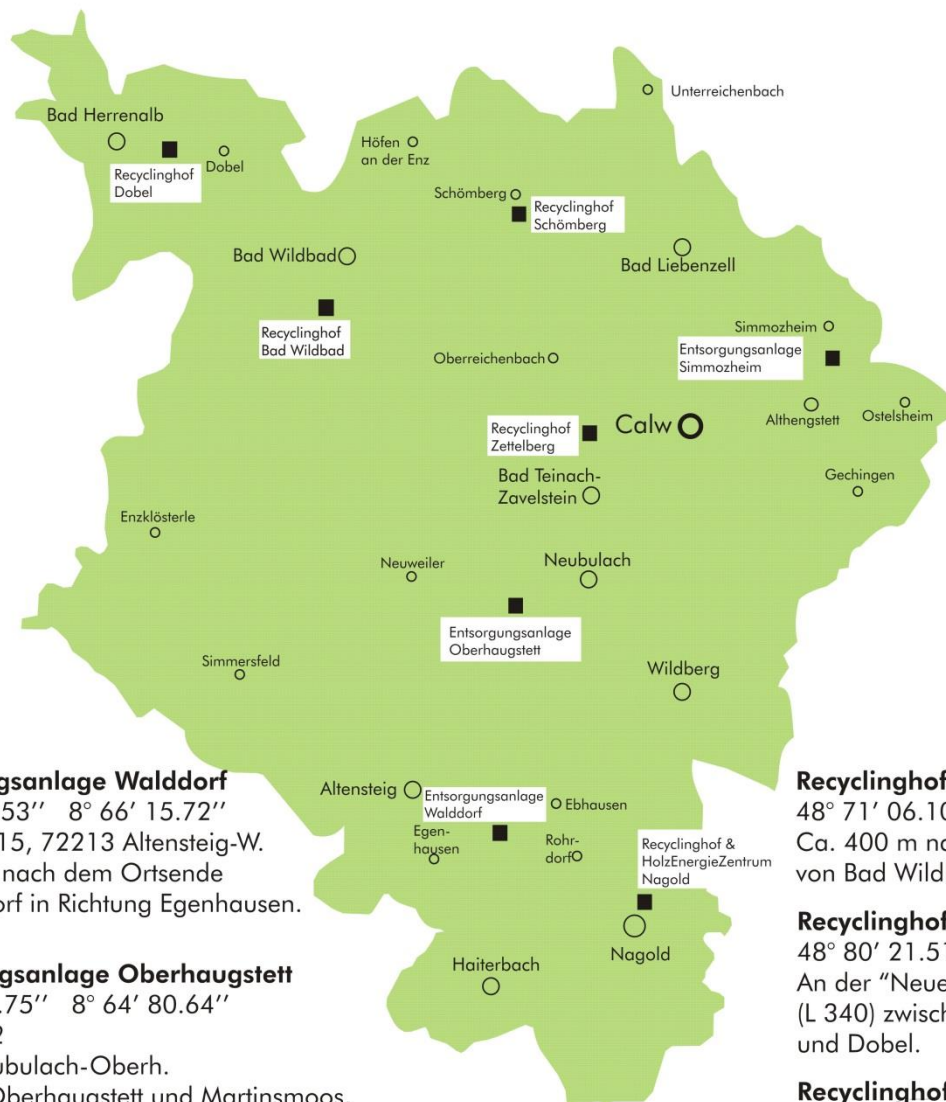 Unterreichenbach
Bad Herrenalb
Höfen
an der Enz
Dobel
Recyclinghof
Dobel
Schömberg
Recyclinghof
Schömberg
Bad Wildbad
Bad Liebenzell
Recyclinghof
Bad Wildbad
Simmozheim
Oberreichenbach
Entsorgungsanlage
Simmozheim
Recyclinghof
Zettelberg
Calw
Althengstett
Ostelsheim
Bad Teinach-
Zavelstein
Gechingen
Enzklösterle
Neuweiler
Neubulach
Entsorgungsanlage
Oberhaugstett
Simmersfeld
Wildberg
Altensteig
Entsorgungsanlage
Walddorf
Ebhausen
Egen-
hausen
Rohr-
dorf
Recyclinghof &
HolzEnergieZentrum
Nagold
Nagold
Haiterbach
gsanlage Walddorf
53’’ 8° 66’ 15.72’’
15, 72213 Altensteig-W.
nach dem Ortsende
orf in Richtung Egenhausen.
gsanlage Oberhaugstett
.75’’ 8° 64’ 80.64’’
2
ubulach-Oberh.
Oberhaugstett und Martinsmoos.
Recyclinghof
48° 71’ 06.10
Ca. 400 m na
von Bad Wild
Recyclinghof
48° 80’ 21.51
An der “Neue
(L 340) zwisch
und Dobel.
Recyclinghof